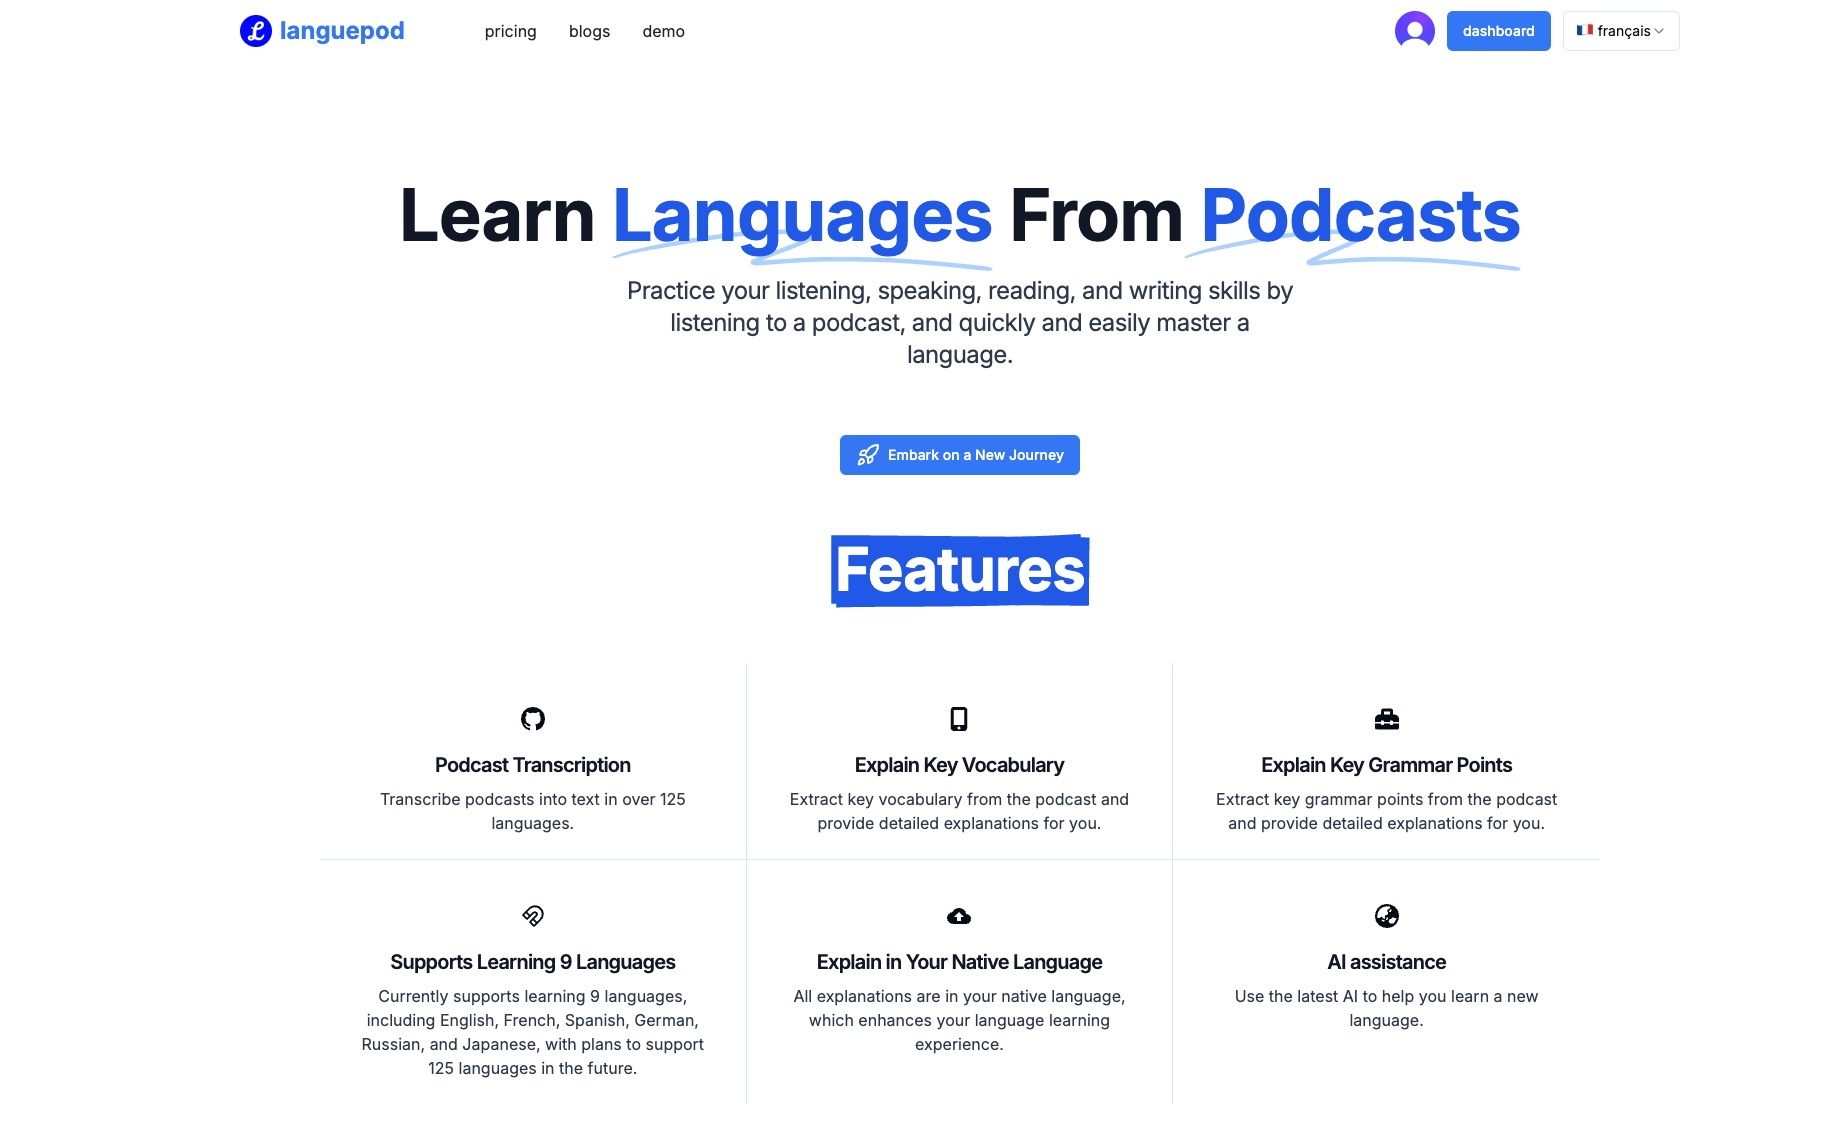 languepod
pricing
blogs
demo
dashboard
français
Learn Languages From Podcasts
Practice your listening, speaking, reading, and writing skills by
listening to a podcast, and quickly and easily master a
language.
Embark on a New Journey
Features
Podcast Transcription
Transcribe podcasts into text in over 125
languages.
Explain Key Vocabulary
Extract key vocabulary from the podcast and
provide detailed explanations for you.
Explain Key Grammar Points
Extract key grammar points from the podcast
and provide detailed explanations for you.
Supports Learning 9 Languages
Currently supports learning 9 languages,
including English, French, Spanish, German,
Russian, and Japanese, with plans to support
125 languages in the future.
Explain in Your Native Language
All explanations are in your native language,
which enhances your language learning
experience.
AI assistance
Use the latest AI to help you learn a new
language.